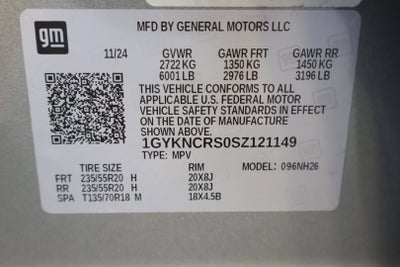 gm
MFD BY GENERAL MOTORS LLC
11/24 GVWR GAWR FRT GAWR RR
2722 KG 1350 KG 1450 KG
6001 LB 2976 LB 3196 LB
THIS VEHICLE CONFORMS TO ALL
APPLICABLE U.S. FEDERAL MOTOR
VEHICLE SAFETY STANDARDS IN EFFECT
ON THE DATE OF MANUFACTURE
SHOWN ABOVE.
1GYKNCRS0SZ121149
TYPE: MPV
TIRE SIZE RIM MODEL: 096NH26
FRT 235/55R20 H 20X8J
RR 235/55R20 H 20X8J
SPA T135/70R18 M 18X4.5B